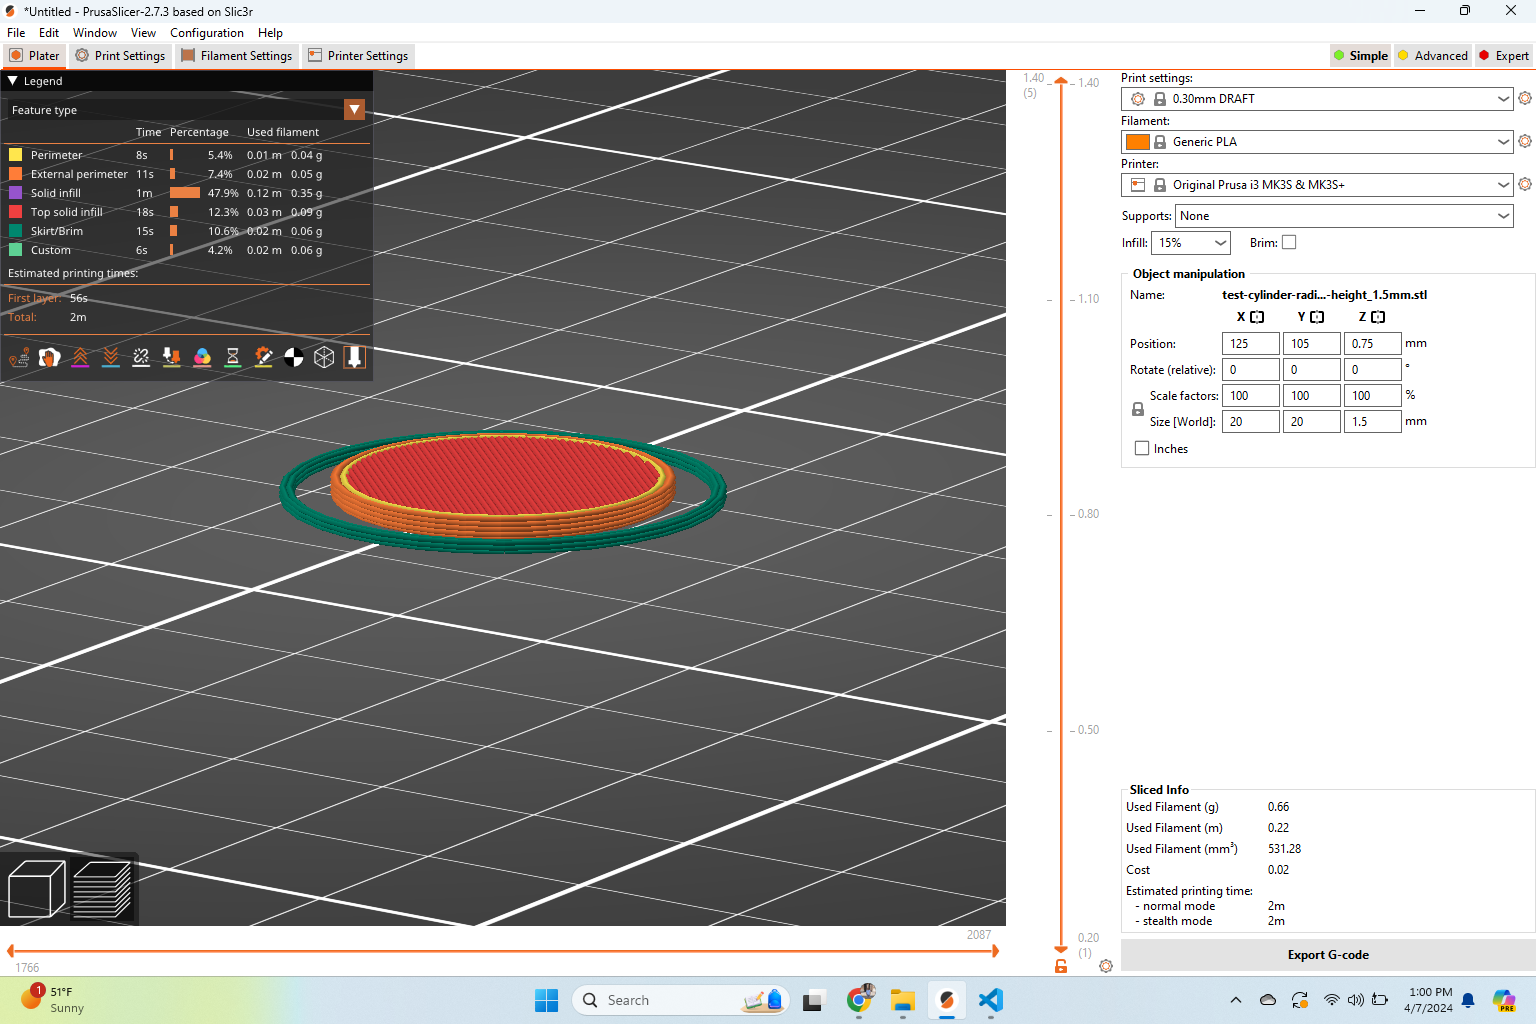 *Untitled - PrusaSlicer-2.7.3 based on Slic3r
File Edit Window View Configuration Help
Plater Print Settings Filament Settings Printer Settings Simple Advanced Expert
Legend
Feature type
Time Percentage Used filament
Perimeter 8s 5.4% 0.01 m 0.04 g
External perimeter 11s 7.4% 0.02 m 0.05 g
Solid infill 1m 47.9% 0.12 m 0.35 g
Top solid infill 18s 12.3% 0.03 m 0.09 g
Skirt/Brim 15s 10.6% 0.02 m 0.06 g
Custom 6s 4.2% 0.02 m 0.06 g
Estimated printing times:
First layer: 56s
Total: 2m
1.40
(5)
1.40
1.10
0.80
0.50
0.20
(1)
2087
1766
Print settings:
0.30mm DRAFT
Filament:
Generic PLA
Printer:
Original Prusa i3 MK3S & MK3S+
Supports: None
Infill: 15% Brim:
Object manipulation
Name: test-cylinder-radi...-height_1.5mm.stl
X Y Z
Position: 125 105 0.75 mm
Rotate (relative): 0 0 0 °
Scale factors: 100 100 100 %
Size [World]: 20 20 1.5 mm
Inches
Sliced Info
Used Filament (g) 0.66
Used Filament (m) 0.22
Used Filament (mm³) 531.28
Cost 0.02
Estimated printing time:
- normal mode 2m
- stealth mode 2m
Export G-code
1
51°F
Sunny
Search
1:00 PM
4/7/2024
PRE